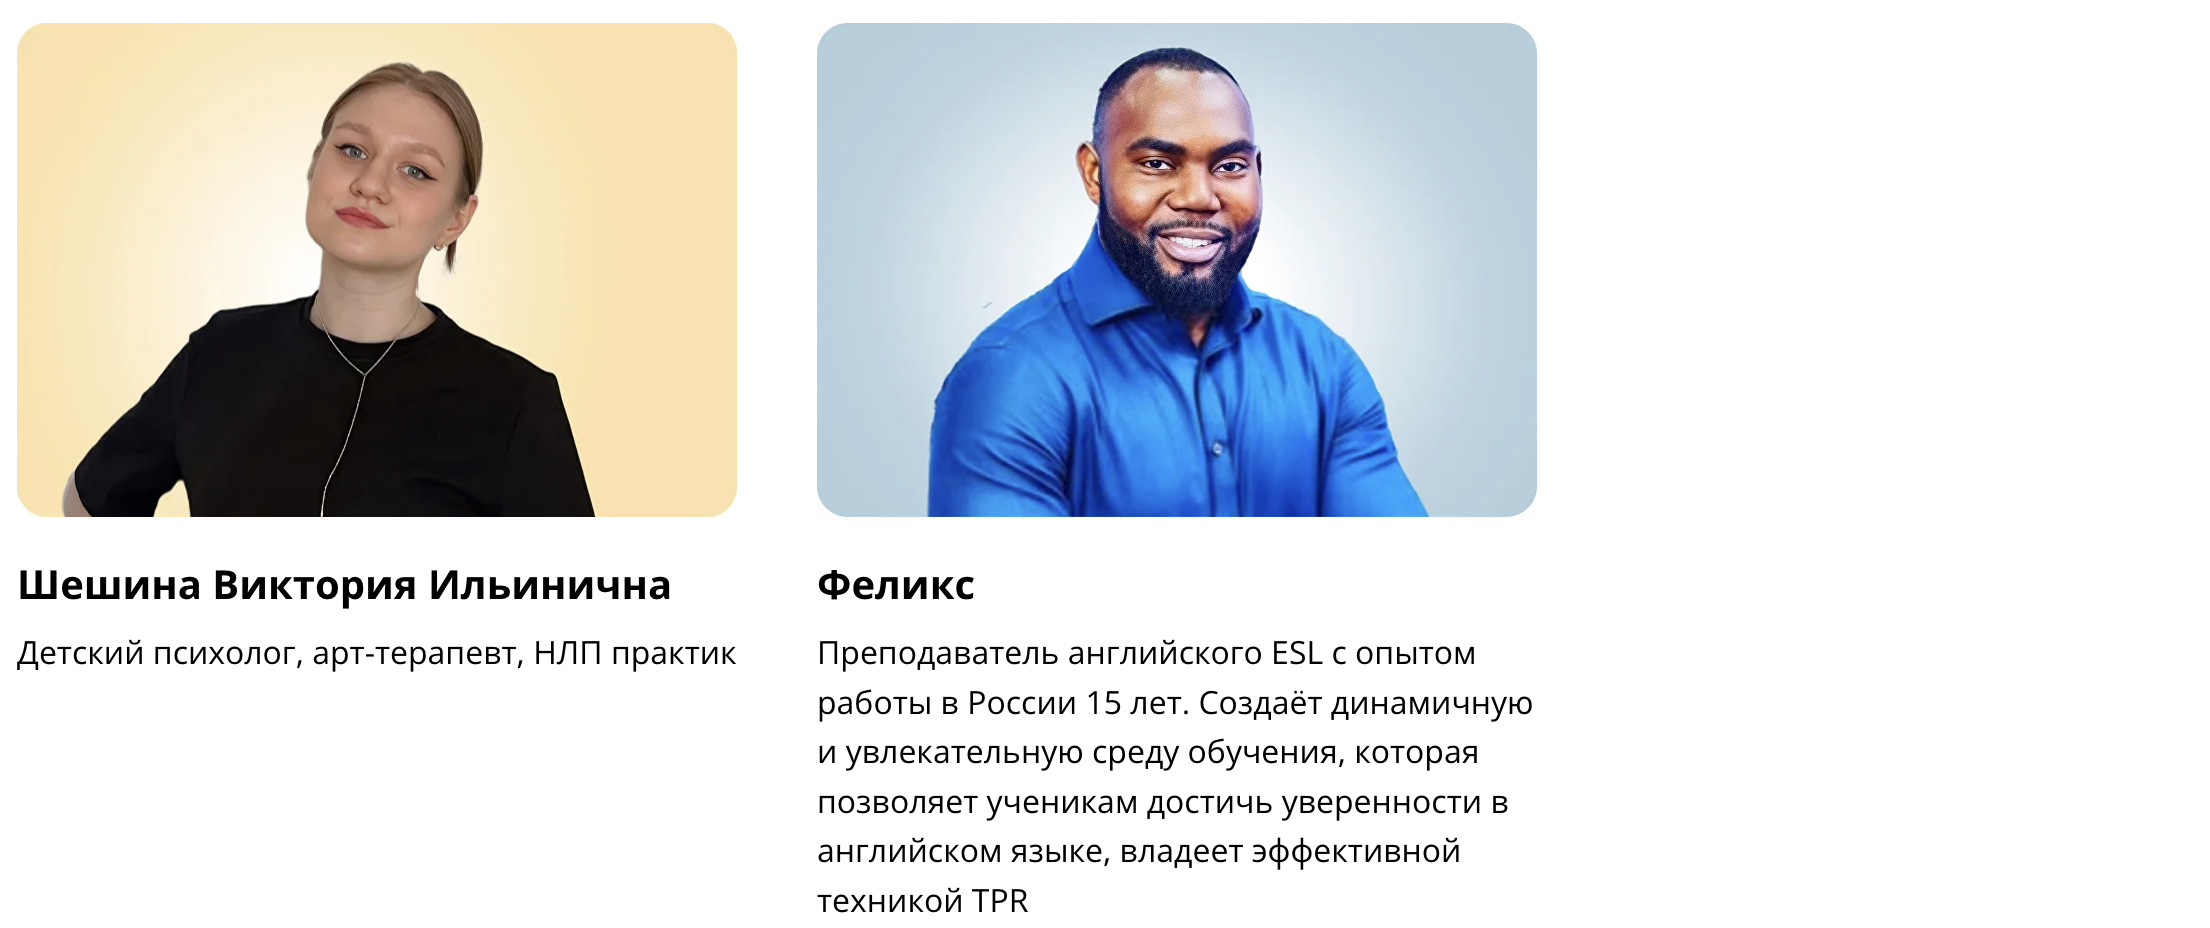 Шешина Виктория Ильинична
Детский психолог, арт-терапевт, НЛП практик
Феликс
Преподаватель английского ESL с опытом
работы в России 15 лет. Создаёт динамичную
и увлекательную среду обучения, которая
позволяет ученикам достичь уверенности в
английском языке, владеет эффективной
техникой TPR